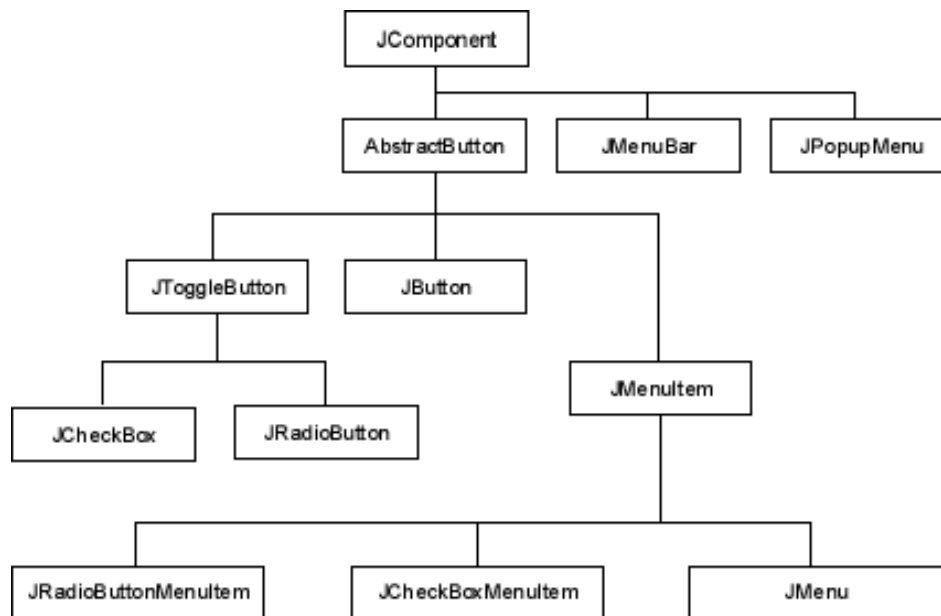 JComponent
AbstractButton
JMenuBar
JPopupMenu
JToggleButton
JButton
JMenuItem
JCheckBox
JRadioButton
JRadioButtonMenuItem
JCheckBoxMenuItem
JMenu